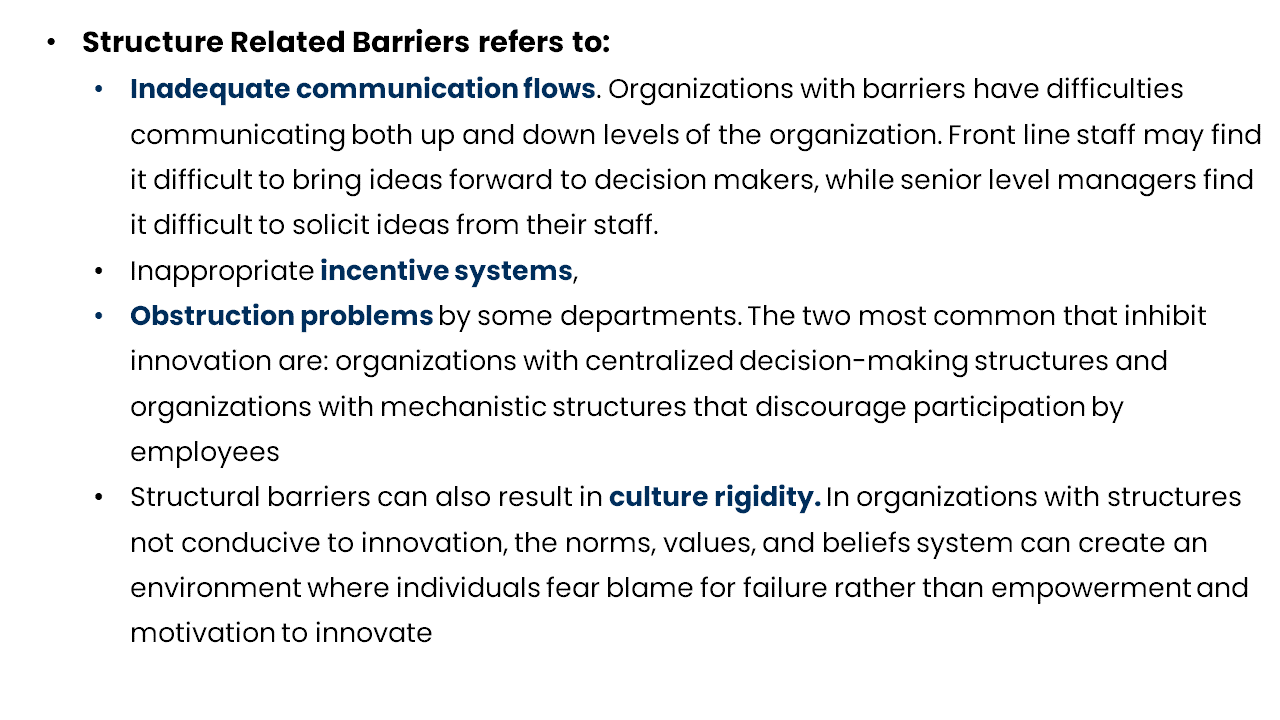 • Structure Related Barriers refers to:
• Inadequate communication flows. Organizations with barriers have difficulties
communicating both up and down levels of the organization. Front line staff may find
it difficult to bring ideas forward to decision makers, while senior level managers find
it difficult to solicit ideas from their staff.
• Inappropriate incentive systems,
• Obstruction problems by some departments. The two most common that inhibit
innovation are: organizations with centralized decision-making structures and
organizations with mechanistic structures that discourage participation by
employees
• Structural barriers can also result in culture rigidity. In organizations with structures
not conducive to innovation, the norms, values, and beliefs system can create an
environment where individuals fear blame for failure rather than empowerment and
motivation to innovate